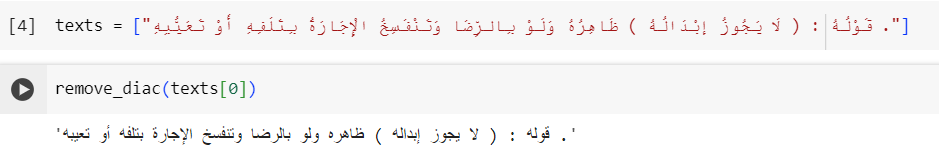 [4] texts = [". قَوْلُهُ : ( لَا يَجُوزُ إبْدَالُهُ ) ظَاهِرُهُ وَلَوْ بِالرِّضَا وَتَنْفَسِخُ الْإِجَارَةُ بِتَلَفِهِ أَوْ تَعَيُّبِهِ"]
remove_diac(texts[0])
'. قوله : ( لا يجوز إبداله ) ظاهره ولو بالرضا وتنفسخ الإجارة بتلفه أو تعيبه'